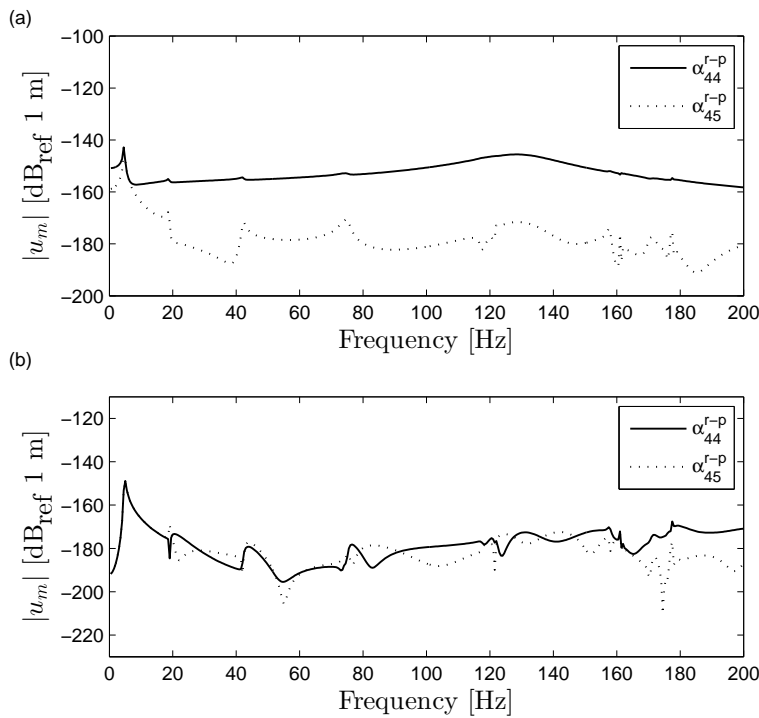 (a)
−100
−120
−140
−160
−180
−200
|u_m| [dB_ref 1 m]
α_44^r−p
α_45^r−p
0 20 40 60 80 100 120 140 160 180 200
Frequency [Hz]
(b)
−120
−140
−160
−180
−200
−220
|u_m| [dB_ref 1 m]
α_44^r−p
α_45^r−p
0 20 40 60 80 100 120 140 160 180 200
Frequency [Hz]